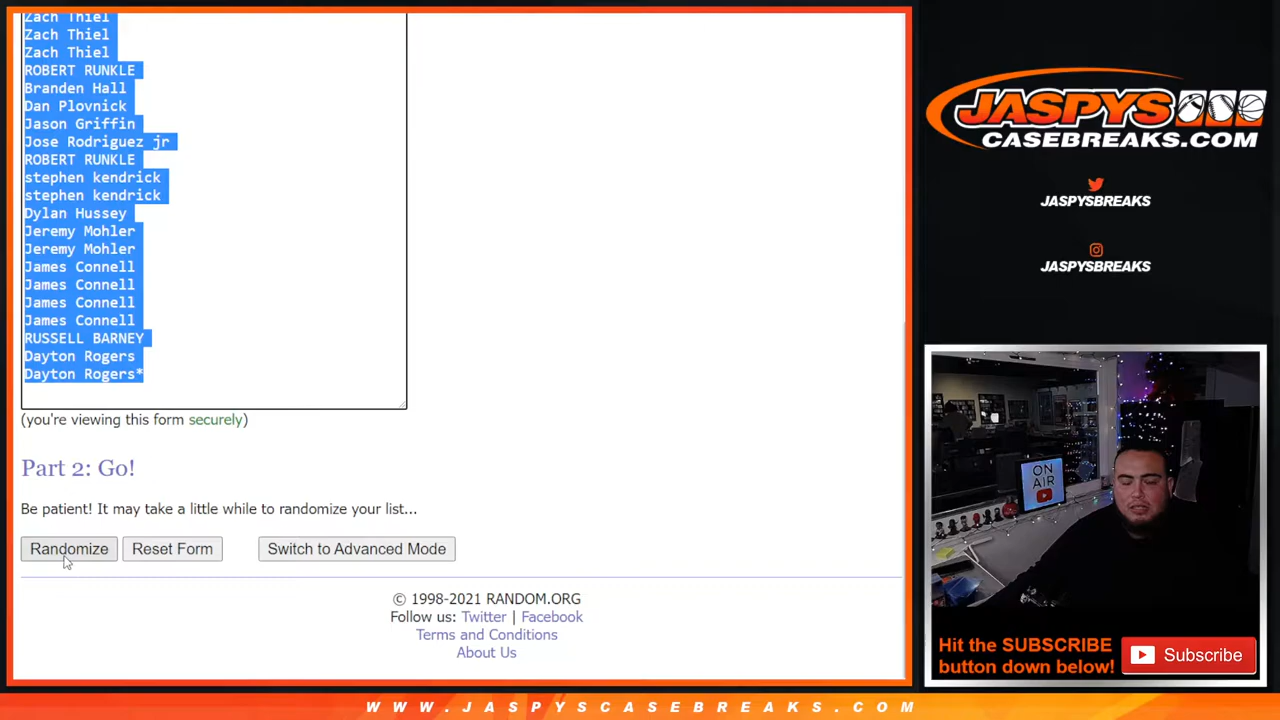 Zach Thiel
Zach Thiel
Zach Thiel
ROBERT RUNKLE
Branden Hall
Dan Plovnick
Jason Griffin
Jose Rodriguez jr
ROBERT RUNKLE
stephen kendrick
stephen kendrick
Dylan Hussey
Jeremy Mohler
Jeremy Mohler
James Connell
James Connell
James Connell
James Connell
RUSSELL BARNEY
Dayton Rogers
Dayton Rogers*
(you're viewing this form securely)
Part 2: Go!
Be patient! It may take a little while to randomize your list...
Randomize Reset Form Switch to Advanced Mode
© 1998-2021 RANDOM.ORG
Follow us: Twitter | Facebook
Terms and Conditions
About Us
JASPYS
CASEBREAKS.COM
JASPYSBREAKS
JASPYSBREAKS
ON
AIR
Hit the SUBSCRIBE
button down below!
Subscribe
WWW.JASPYSCASEBREAKS.COM